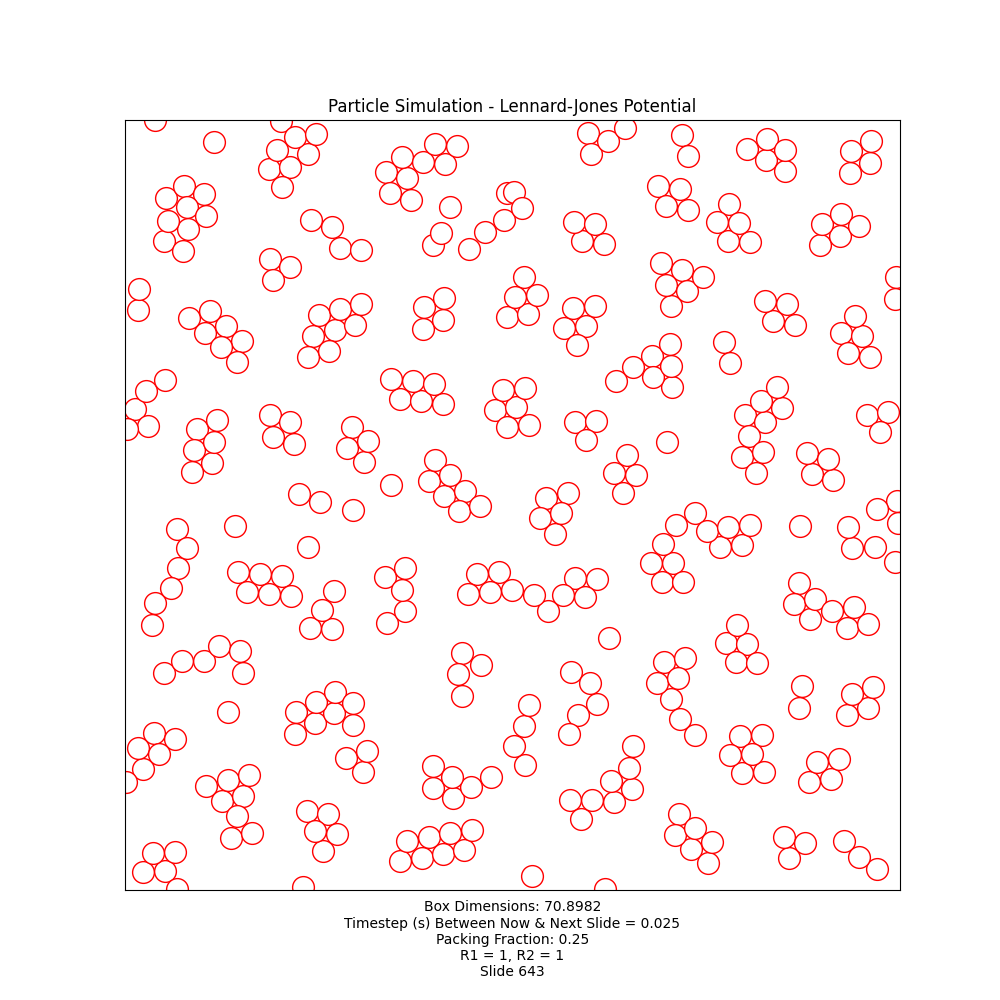 Particle Simulation - Lennard-Jones Potential
Box Dimensions: 70.8982
Timestep (s) Between Now & Next Slide = 0.025
Packing Fraction: 0.25
R1 = 1, R2 = 1
Slide 643